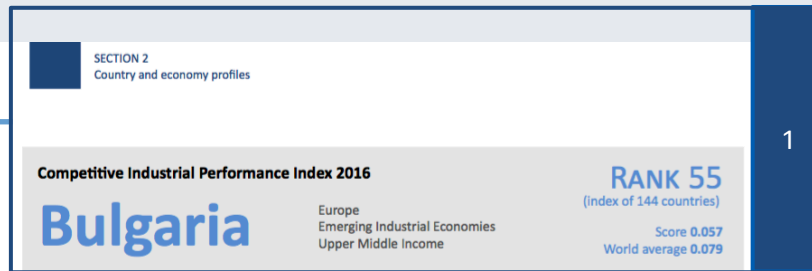 SECTION 2
Country and economy profiles
1
Competitive Industrial Performance Index 2016
RANK 55
(index of 144 countries)
Bulgaria
Europe
Emerging Industrial Economies
Upper Middle Income
Score 0.057
World average 0.079